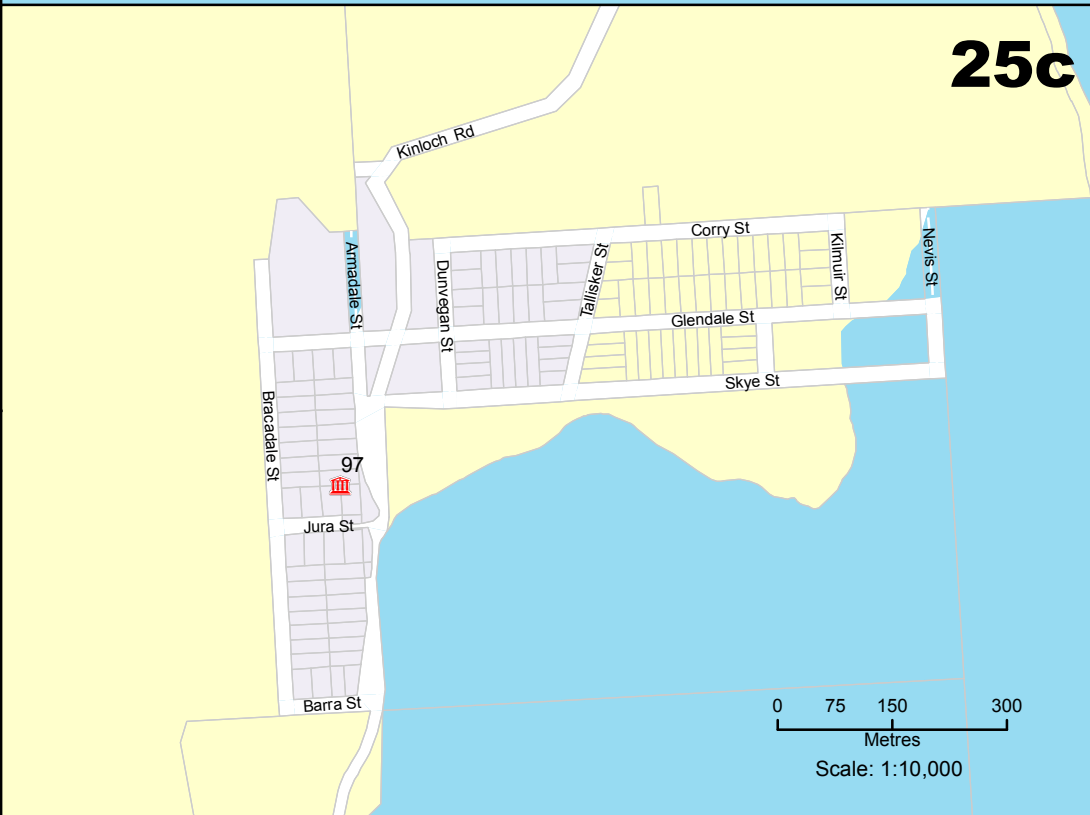 25c
Kinloch Rd
Corry St
Armadale St
Dunvegan St
Tallisker St
Kilmuir St
Nevis St
Glendale St
Skye St
Bracadale St
97
Jura St
Barra St
0 75 150 300
Metres
Scale: 1:10,000